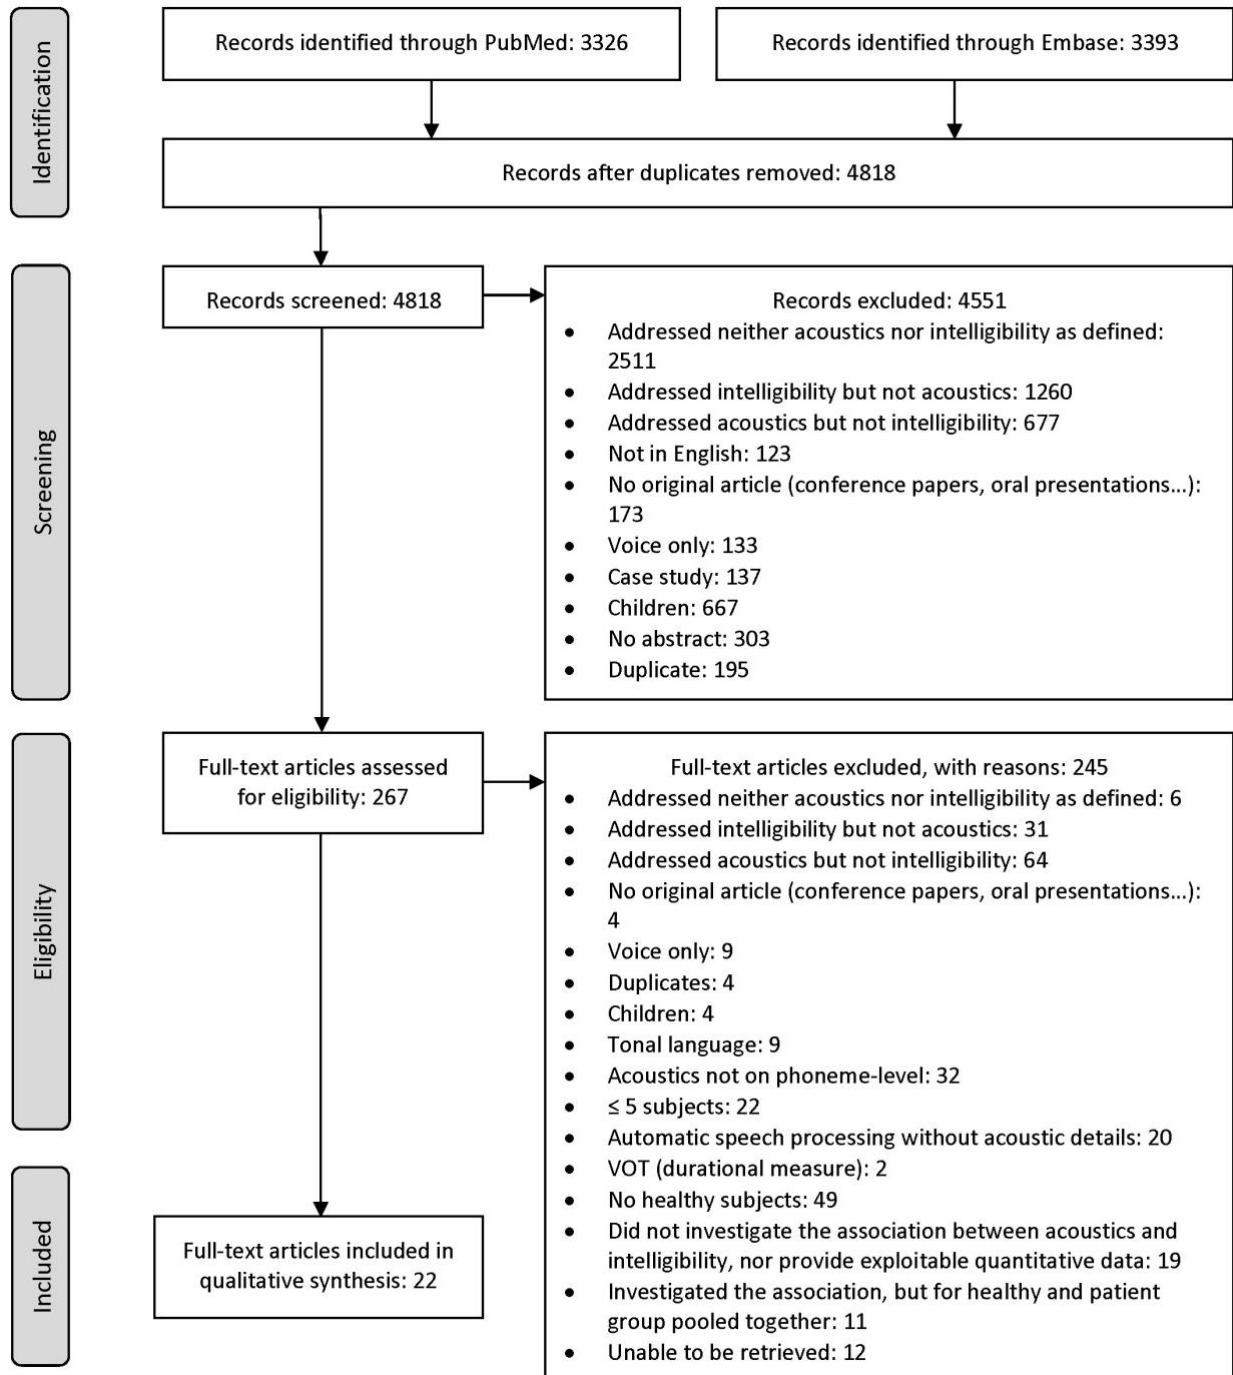 Identification
Records identified through PubMed: 3326
Records identified through Embase: 3393
Records after duplicates removed: 4818
Screening
Records screened: 4818
Records excluded: 4551
• Addressed neither acoustics nor intelligibility as defined:
2511
• Addressed intelligibility but not acoustics: 1260
• Addressed acoustics but not intelligibility: 677
• Not in English: 123
• No original article (conference papers, oral presentations...):
173
• Voice only: 133
• Case study: 137
• Children: 667
• No abstract: 303
• Duplicate: 195
Eligibility
Full-text articles assessed
for eligibility: 267
Full-text articles excluded, with reasons: 245
• Addressed neither acoustics nor intelligibility as defined: 6
• Addressed intelligibility but not acoustics: 31
• Addressed acoustics but not intelligibility: 64
• No original article (conference papers, oral presentations...):
4
• Voice only: 9
• Duplicates: 4
• Children: 4
• Tonal language: 9
• Acoustics not on phoneme-level: 32
• ≤ 5 subjects: 22
• Automatic speech processing without acoustic details: 20
• VOT (durational measure): 2
• No healthy subjects: 49
• Did not investigate the association between acoustics and
intelligibility, nor provide exploitable quantitative data: 19
• Investigated the association, but for healthy and patient
group pooled together: 11
• Unable to be retrieved: 12
Included
Full-text articles included in
qualitative synthesis: 22